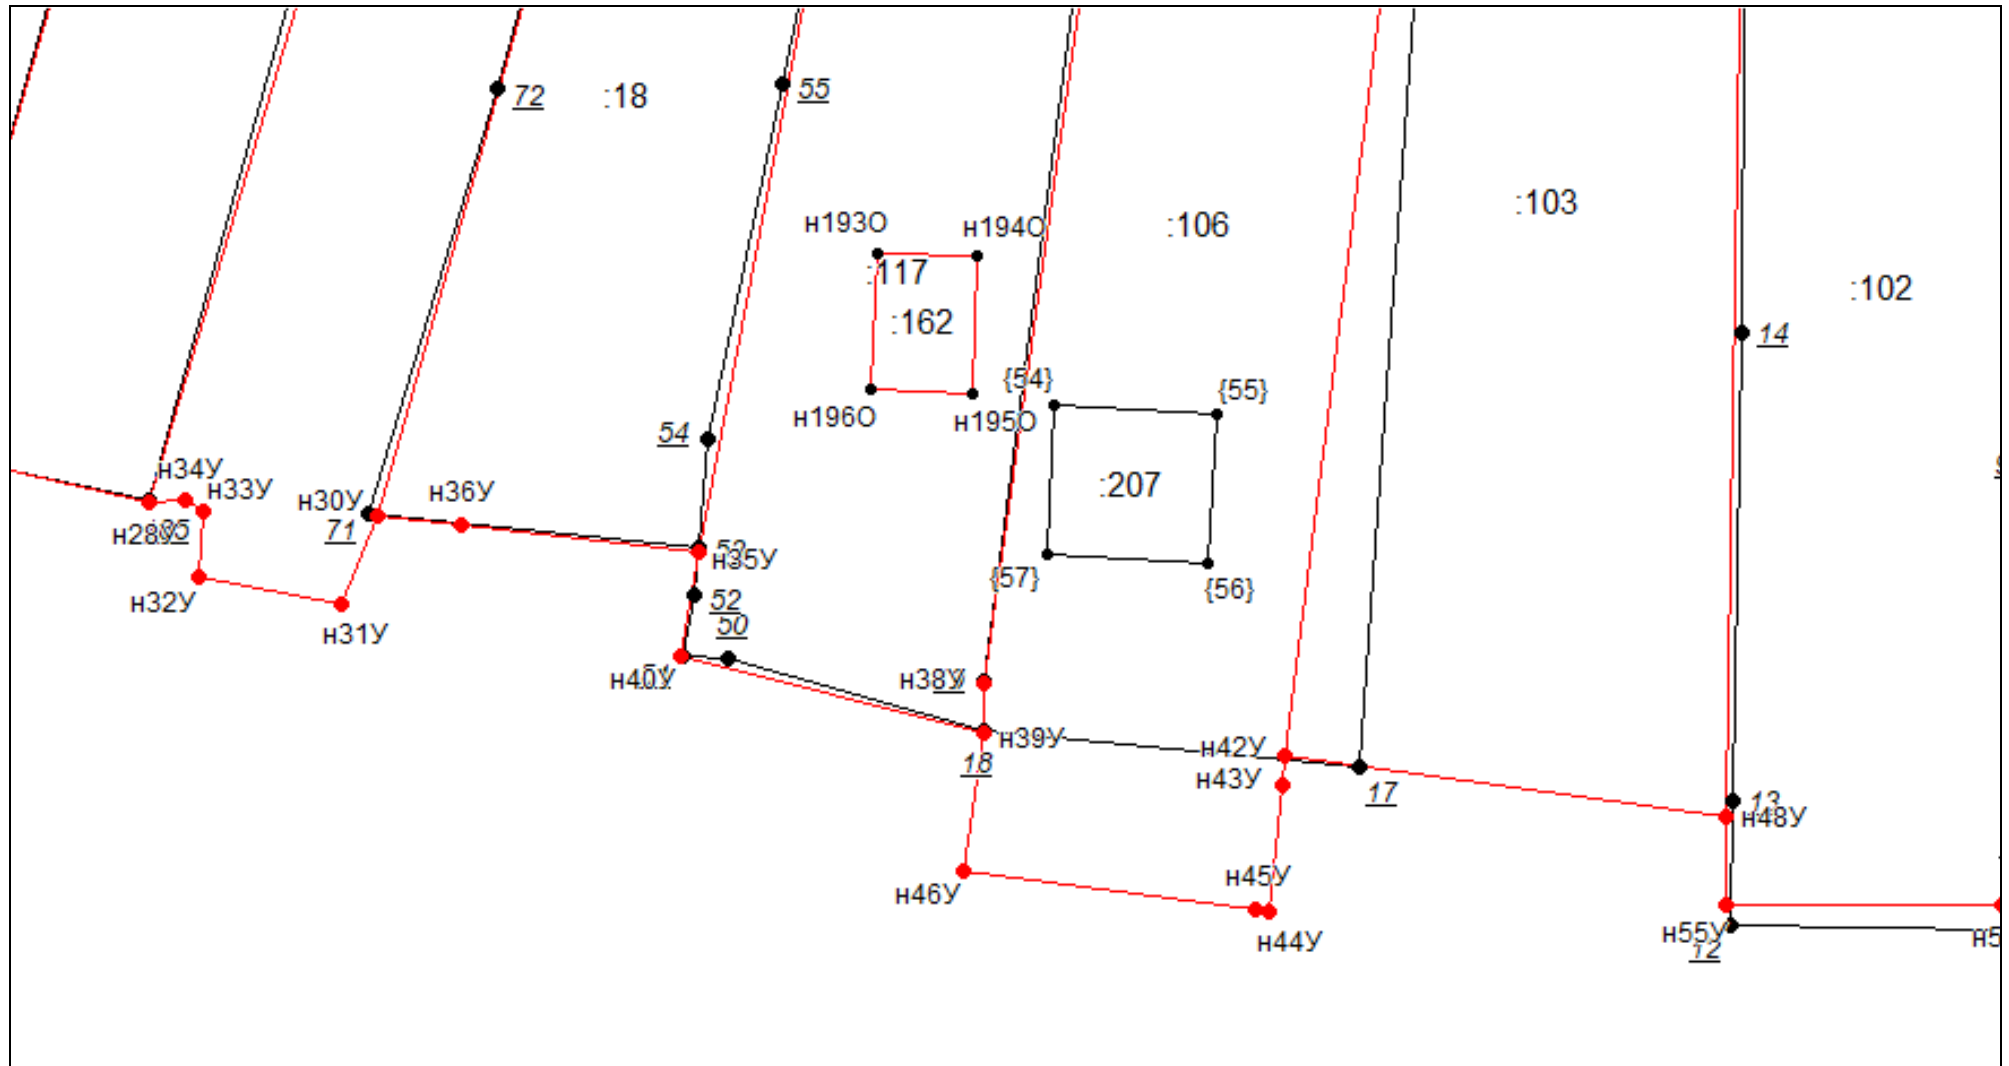 72
:18
55
:103
н193О
н194О
:106
:117
:102
:162
14
{54}
{55}
н196О
н195О
54
н34У
:207
н33У
н30У
н36У
71
н35У
{57}
{56}
н32У
52
н31У
50
н40У
н38У
н39У
18
н42У
н43У
17
13
н48У
н45У
н46У
н44У
н55У
12